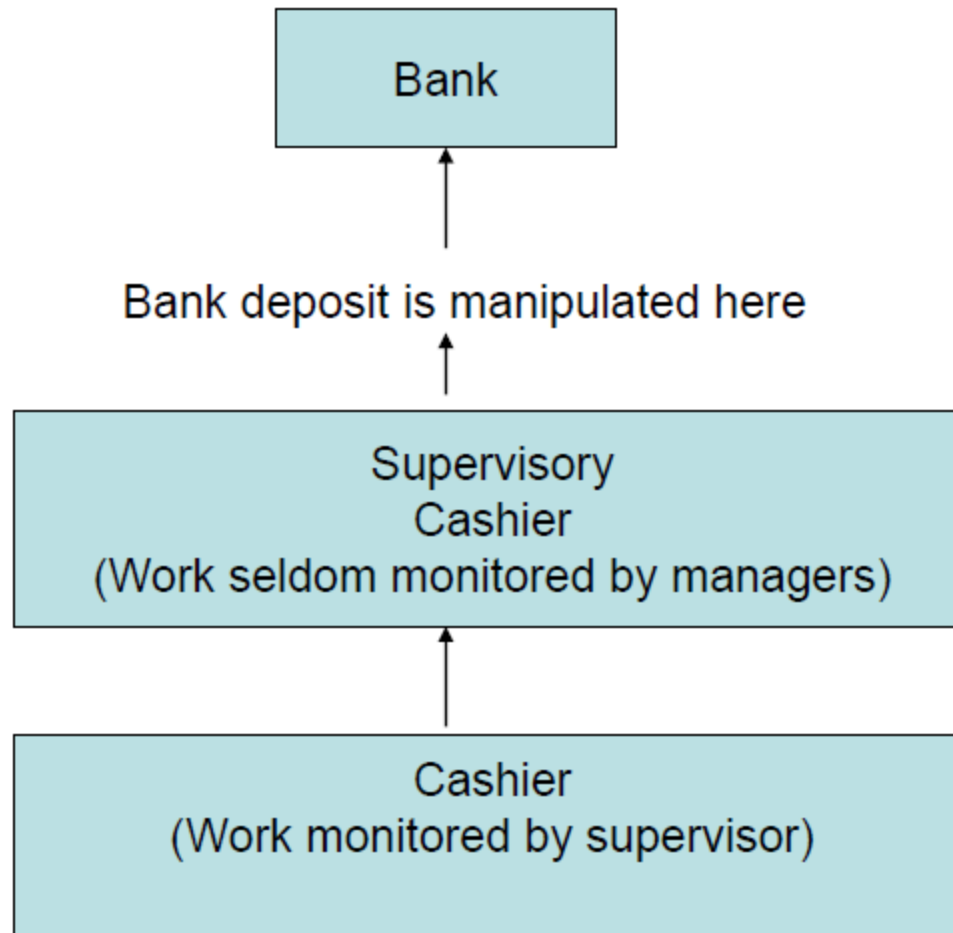 Bank
Bank deposit is manipulated here
Supervisory
Cashier
(Work seldom monitored by managers)
Cashier
(Work monitored by supervisor)